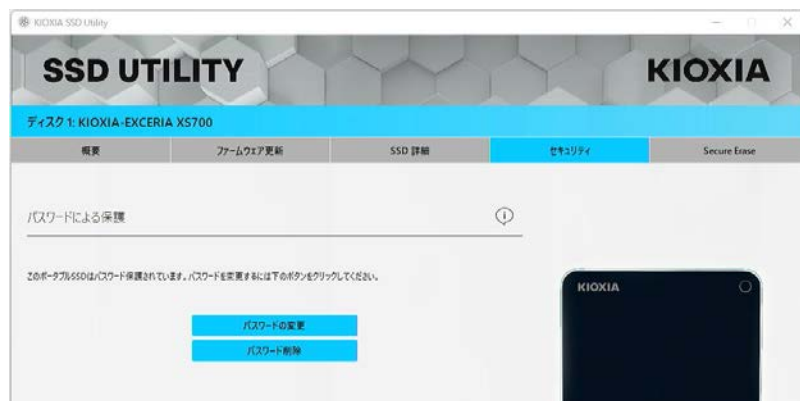 KIOXIA SSD Utility
SSD UTILITY
KIOXIA
ディスク 1: KIOXIA-EXCERIA XS700
概要
ファームウェア更新
SSD 詳細
セキュリティ
Secure Erase
パスワードによる保護
このポータブルSSDはパスワード保護されています。パスワードを変更するには下のボタンをクリックしてください。
KIOXIA
パスワードの変更
パスワード削除